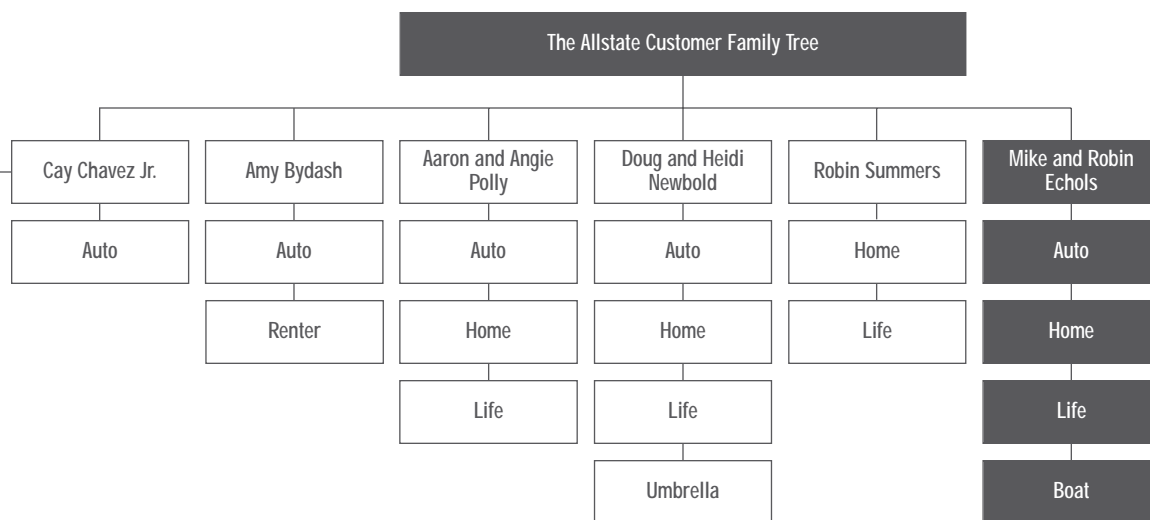 The Allstate Customer Family Tree
Cay Chavez Jr.
Amy Bydash
Aaron and Angie
Polly
Doug and Heidi
Newbold
Robin Summers
Mike and Robin
Echols
Auto
Auto
Auto
Auto
Home
Auto
Renter
Home
Home
Life
Home
Life
Life
Life
Umbrella
Boat